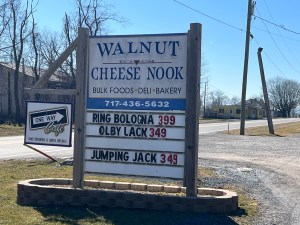 WALNUT
CHEESE NOOK
BULK FOODS-DELI-BAKERY
717-436-5632
RING BOLOGNA 399
OLBY LACK 349
JUMPING JACK 349
ONE WAY
Cafe